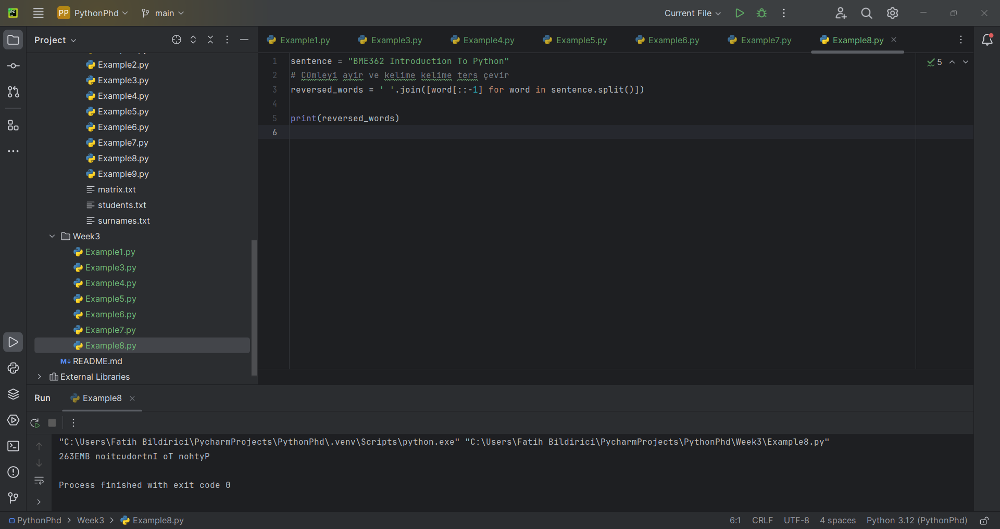 PC
PP PythonPhd main Current File
Project
Example1.py Example3.py Example4.py Example5.py Example6.py Example7.py Example8.py
Example2.py
Example3.py
Example4.py
Example5.py
Example6.py
Example7.py
Example8.py
Example9.py
matrix.txt
students.txt
surnames.txt
Week3
Example1.py
Example3.py
Example4.py
Example5.py
Example6.py
Example7.py
Example8.py
M↓ README.md
External Libraries
1 sentence = "BME362 Introduction To Python"
2 # Cümleyi ayir ve kelime kelime ters çevir
3 reversed_words = ' '.join([word[::-1] for word in sentence.split()])
4
5 print(reversed_words)
6
5
Run Example8
"C:\Users\Fatih Bildirici\PycharmProjects\PythonPhd\.venv\Scripts\python.exe" "C:\Users\Fatih Bildirici\PycharmProjects\PythonPhd\Week3\Example8.py"
263EMB noitcudortnI oT nohtyP
Process finished with exit code 0
PythonPhd > Week3 > Example8.py 6:1 CRLF UTF-8 4 spaces Python 3.12 (PythonPhd)